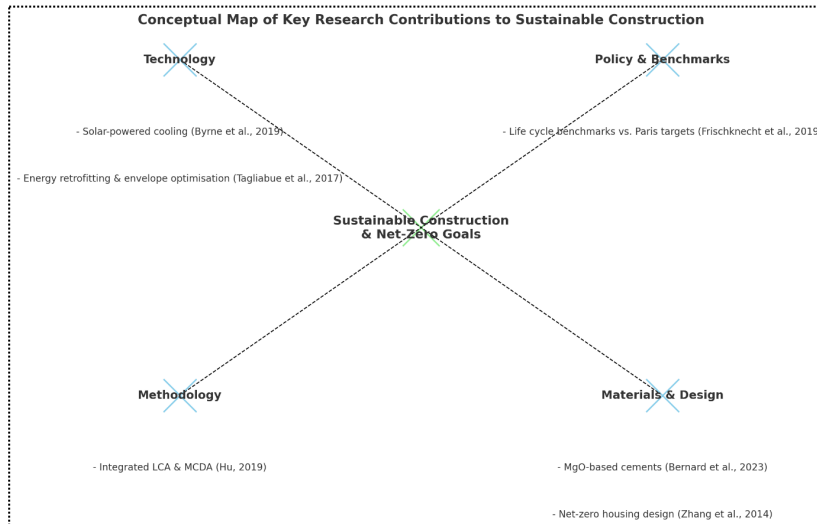 Conceptual Map of Key Research Contributions to Sustainable Construction
Technology
Policy & Benchmarks
- Solar-powered cooling (Byrne et al., 2019)
- Life cycle benchmarks vs. Paris targets (Frischknecht et al., 2019
- Energy retrofitting & envelope optimisation (Tagliabue et al., 2017)
Sustainable Construction
& Net-Zero Goals
Methodology
Materials & Design
- Integrated LCA & MCDA (Hu, 2019)
- MgO-based cements (Bernard et al., 2023)
- Net-zero housing design (Zhang et al., 2014)